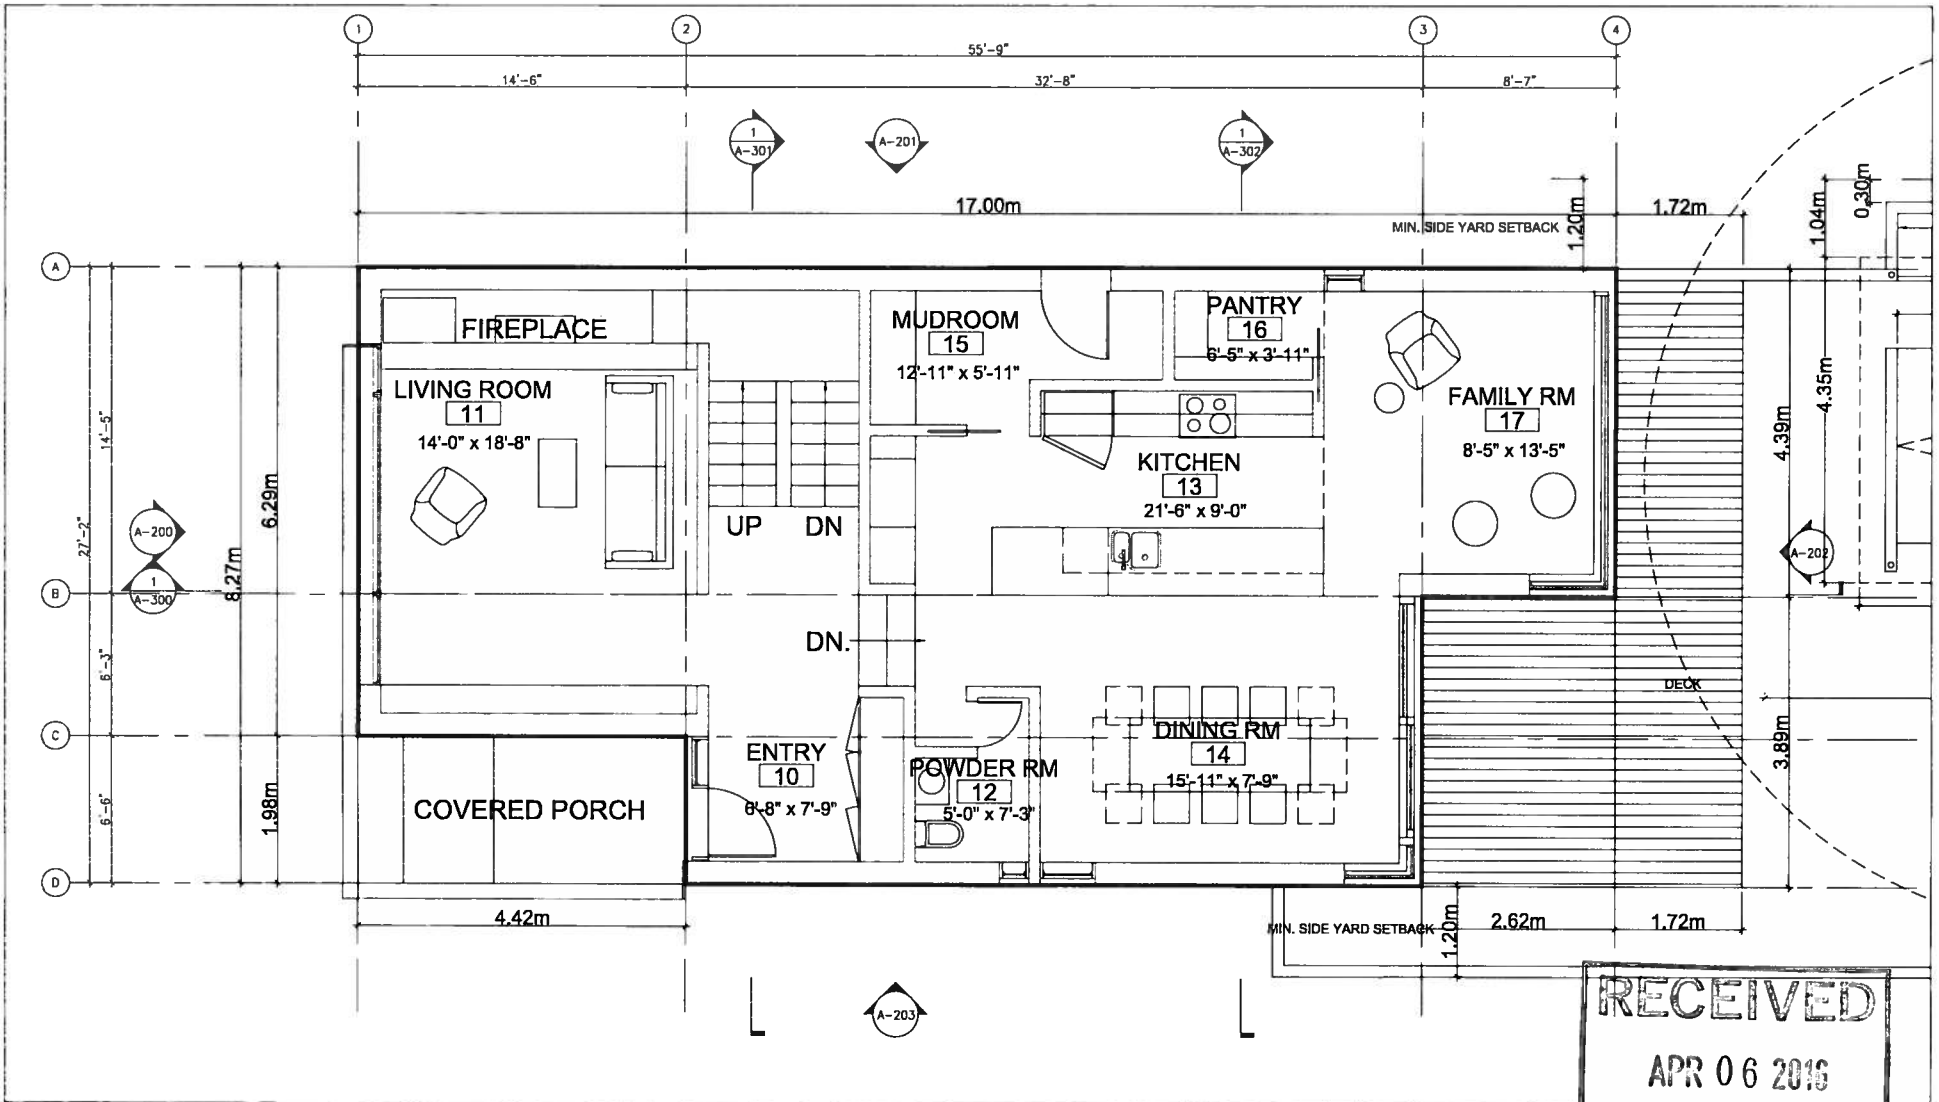 1
2
3
4
55'-9"
14'-6"
32'-8"
8'-7"
1
A-301
A-201
1
A-302
17.00m
1.20m
1.72m
MIN. SIDE YARD SETBACK
1.04m
0.30m
A
B
C
D
14'-5"
27'-2"
6'-3"
6'-6"
6.29m
8.27m
1.98m
A-200
1
A-300
FIREPLACE
LIVING ROOM
11
14'-0" x 18'-8"
MUDROOM
15
12'-11" x 5'-11"
PANTRY
16
6'-5" x 3'-11"
FAMILY RM
17
8'-5" x 13'-5"
KITCHEN
13
21'-6" x 9'-0"
UP
DN
DN.
4.39m
4.35m
A-202
DECK
3.89m
ENTRY
10
6'-8" x 7'-9"
POWDER RM
12
5'-0" x 7'-3"
DINING RM
14
15'-11" x 7'-9"
COVERED PORCH
4.42m
MIN. SIDE YARD SETBACK
1.20m
2.62m
1.72m
A-203
RECEIVED
APR 06 2016